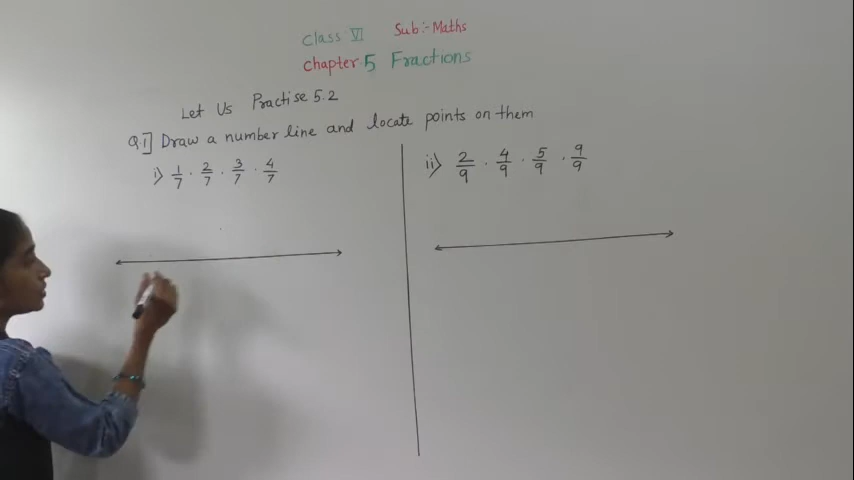 Class VI Sub:- Maths
Chapter 5 Fractions
Let Us Practise 5.2
Q.1] Draw a number line and locate points on them
i) 1/7 . 2/7 . 3/7 . 4/7
ii) 2/9 . 4/9 . 5/9 . 9/9